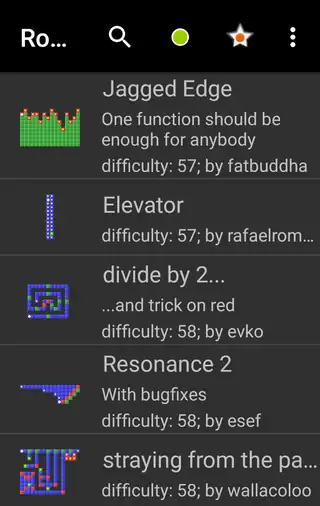 Ro...
Jagged Edge
One function should be
enough for anybody
difficulty: 57; by fatbuddha
Elevator
difficulty: 57; by rafaelrom...
divide by 2...
...and trick on red
difficulty: 58; by evko
Resonance 2
With bugfixes
difficulty: 58; by esef
straying from the pa...
difficulty: 58; by wallacoloo